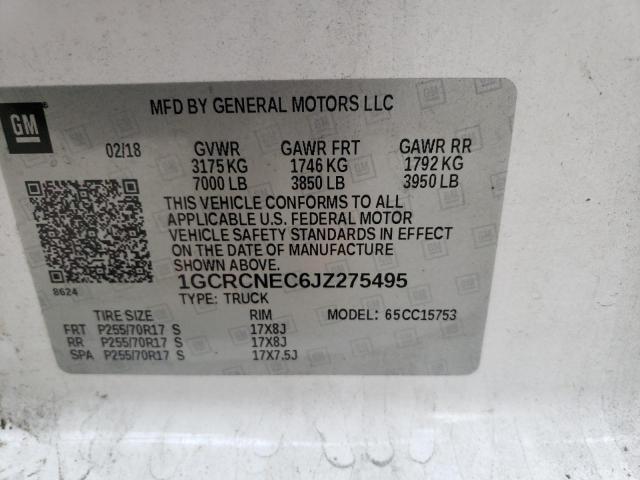 GM
MFD BY GENERAL MOTORS LLC
02/18 GVWR GAWR FRT GAWR RR
3175 KG 1746 KG 1792 KG
7000 LB 3850 LB 3950 LB
THIS VEHICLE CONFORMS TO ALL
APPLICABLE U.S. FEDERAL MOTOR
VEHICLE SAFETY STANDARDS IN EFFECT
ON THE DATE OF MANUFACTURE
SHOWN ABOVE.
8624
1GCRCNEC6JZ275495
TYPE: TRUCK
TIRE SIZE RIM MODEL: 65CC15753
FRT P255/70R17 S 17X8J
RR P255/70R17 S 17X8J
SPA P255/70R17 S 17X7.5J